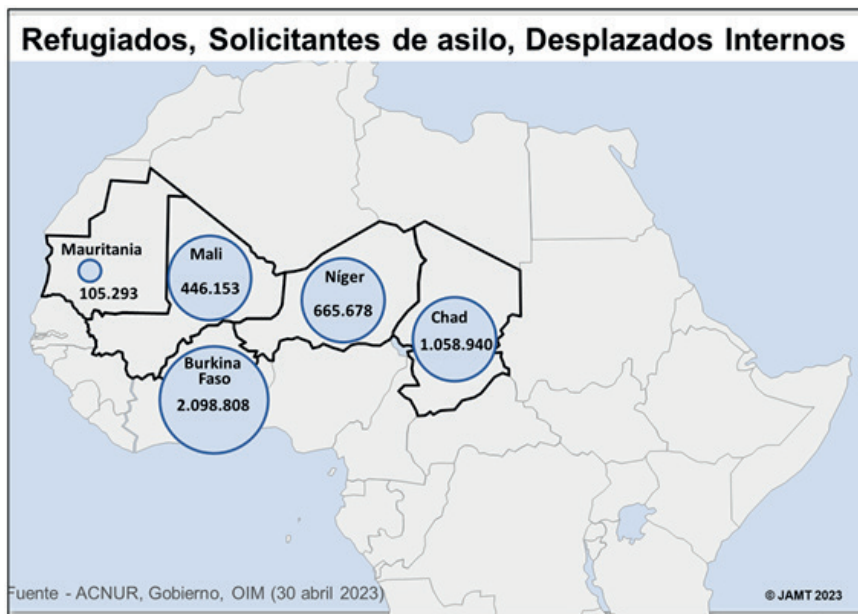 Refugiados, Solicitantes de asilo, Desplazados Internos
Mauritania
105.293
Mali
446.153
Níger
665.678
Chad
1.058.940
Burkina
Faso
2.098.808
Fuente - ACNUR, Gobierno, OIM (30 abril 2023)
© JAMT 2023